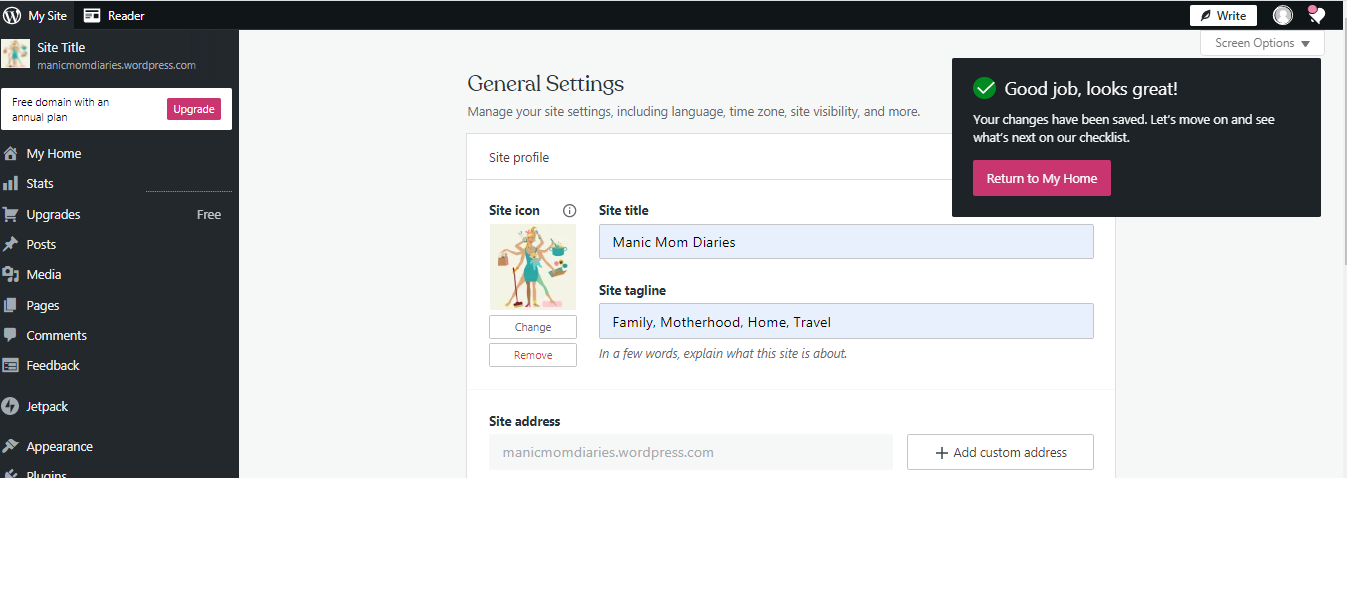 My Site
Reader
Write
Site Title
manicmomdiaries.wordpress.com
Free domain with an
annual plan
Upgrade
My Home
Stats
Upgrades
Free
Posts
Media
Pages
Comments
Feedback
Jetpack
Appearance
Plugins
Screen Options
General Settings
Manage your site settings, including language, time zone, site visibility, and more.
Good job, looks great!
Your changes have been saved. Let's move on and see
what's next on our checklist.
Return to My Home
Site profile
Site icon
Site title
Manic Mom Diaries
Site tagline
Family, Motherhood, Home, Travel
Change
Remove
In a few words, explain what this site is about.
Site address
manicmomdiaries.wordpress.com
Add custom address